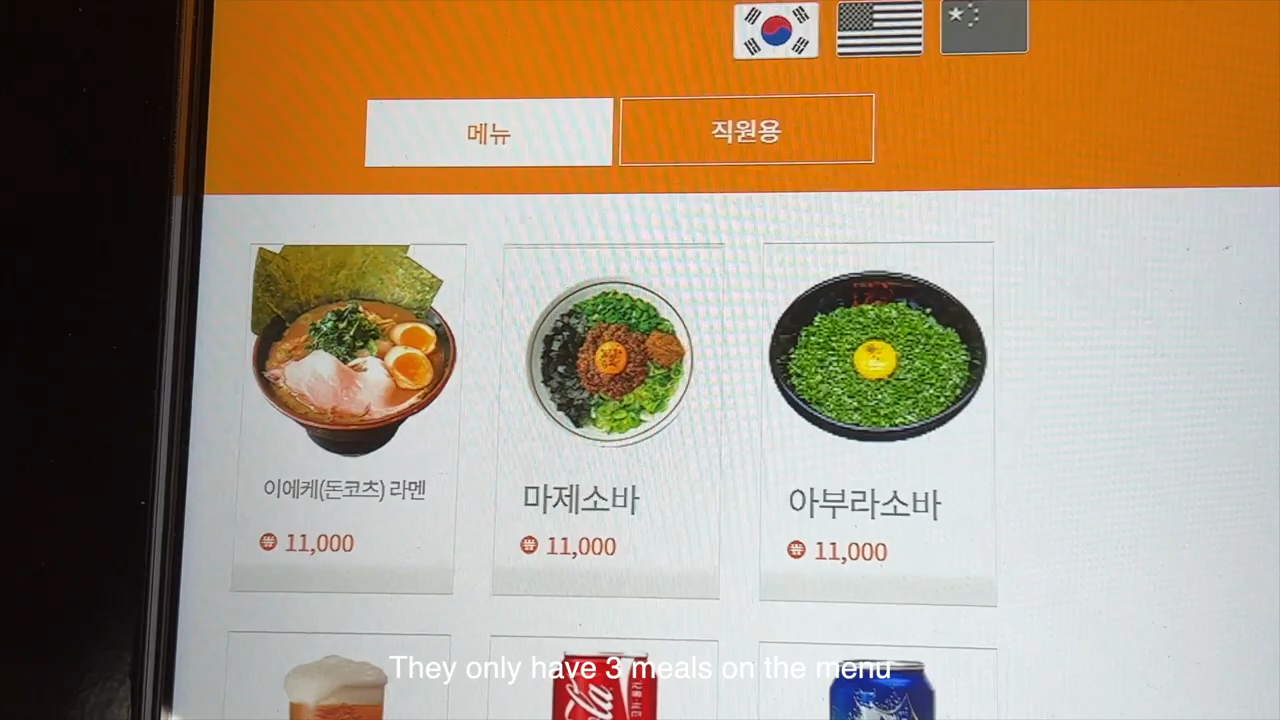 메뉴
직원용
이에케(돈코츠) 라멘
마제소바
아부라소바
₩ 11,000
₩ 11,000
₩ 11,000
They only have 3 meals on the menu